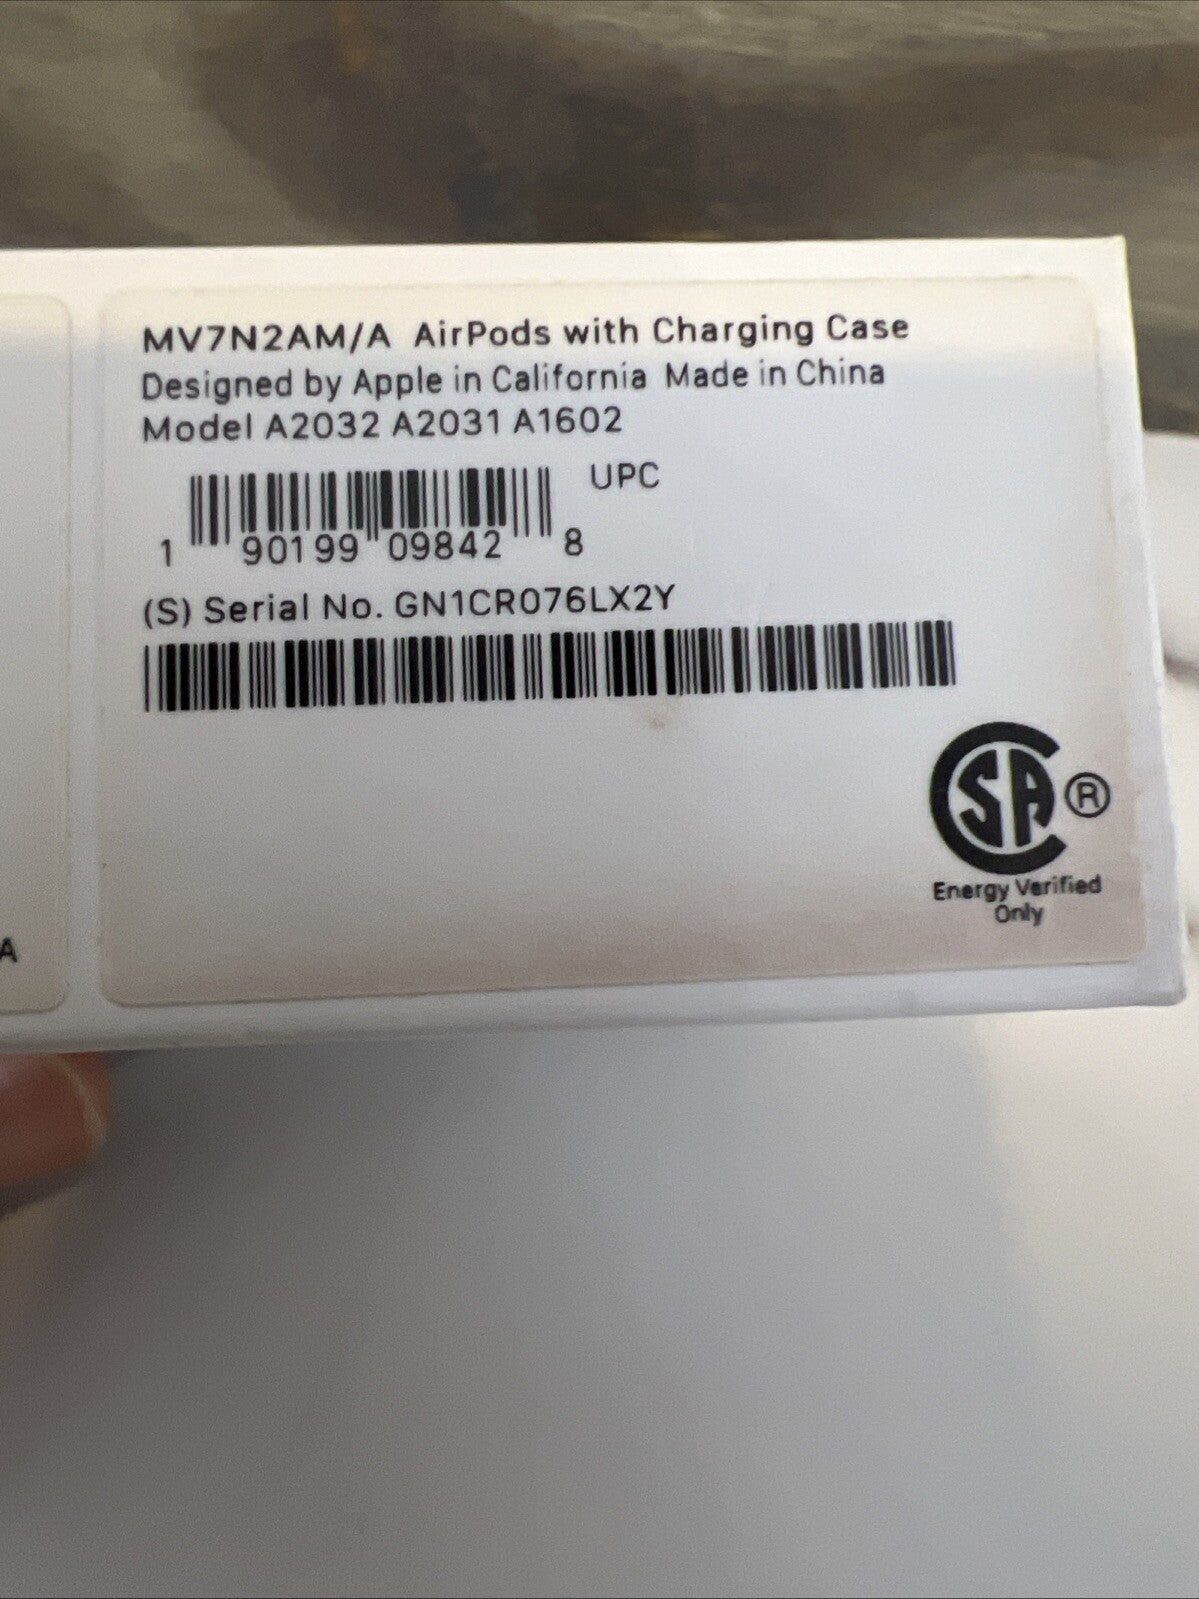 MV7N2AM/A AirPods with Charging Case
Designed by Apple in California Made in China
Model A2032 A2031 A1602
UPC
1 90199 09842 8
(S) Serial No. GN1CR076LX2Y
CSA ®
Energy Verified
Only
A